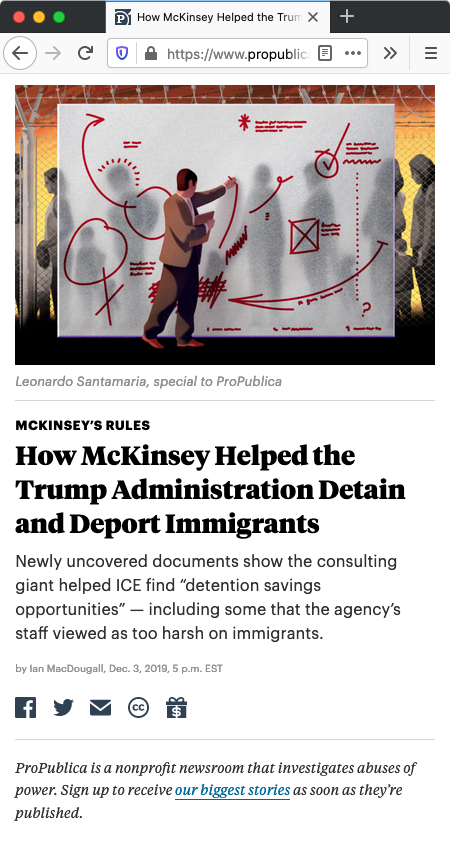 How McKinsey Helped the Trum
https://www.propublic
Leonardo Santamaria, special to ProPublica
MCKINSEY'S RULES
How McKinsey Helped the
Trump Administration Detain
and Deport Immigrants
Newly uncovered documents show the consulting
giant helped ICE find “detention savings
opportunities” — including some that the agency’s
staff viewed as too harsh on immigrants.
by Ian MacDougall, Dec. 3, 2019, 5 p.m. EST
ProPublica is a nonprofit newsroom that investigates abuses of
power. Sign up to receive our biggest stories as soon as they’re
published.